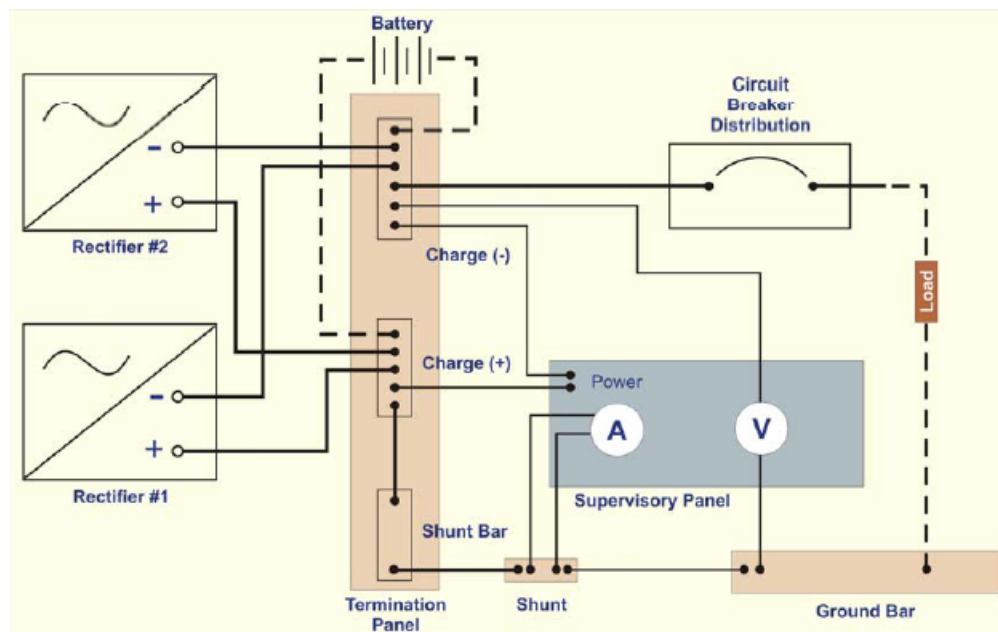 Battery
Circuit
Breaker
Distribution
-
+
Rectifier #2
Charge (-)
Load
Charge (+)
Power
-
+
A
V
Rectifier #1
Supervisory Panel
Shunt Bar
Termination
Panel
Shunt
Ground Bar